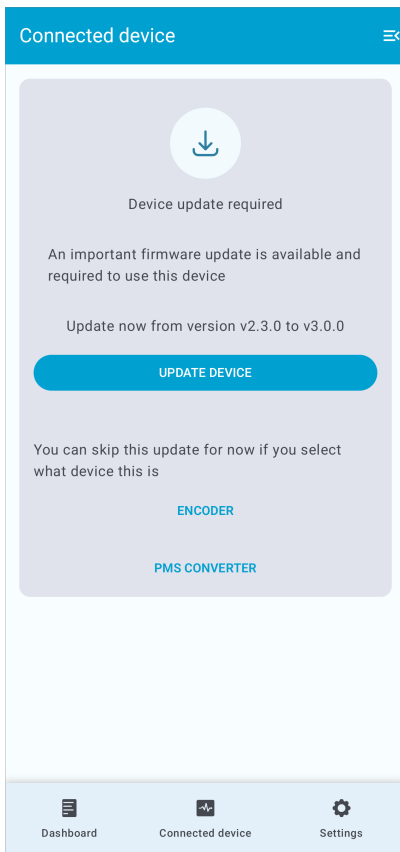 Connected device
Device update required
An important firmware update is available and
required to use this device
Update now from version v2.3.0 to v3.0.0
UPDATE DEVICE
You can skip this update for now if you select
what device this is
ENCODER
PMS CONVERTER
Dashboard
Connected device
Settings